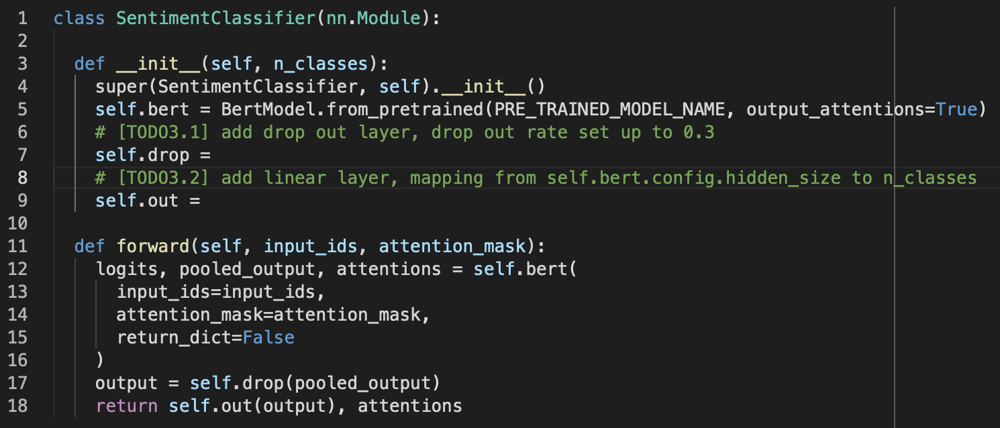 1 class SentimentClassifier(nn.Module):
2
3 def __init__(self, n_classes):
4 super(SentimentClassifier, self).__init__()
5 self.bert = BertModel.from_pretrained(PRE_TRAINED_MODEL_NAME, output_attentions=True)
6 # [TODO3.1] add drop out layer, drop out rate set up to 0.3
7 self.drop =
8 # [TODO3.2] add linear layer, mapping from self.bert.config.hidden_size to n_classes
9 self.out =
10
11 def forward(self, input_ids, attention_mask):
12 logits, pooled_output, attentions = self.bert(
13 input_ids=input_ids,
14 attention_mask=attention_mask,
15 return_dict=False
16 )
17 output = self.drop(pooled_output)
18 return self.out(output), attentions